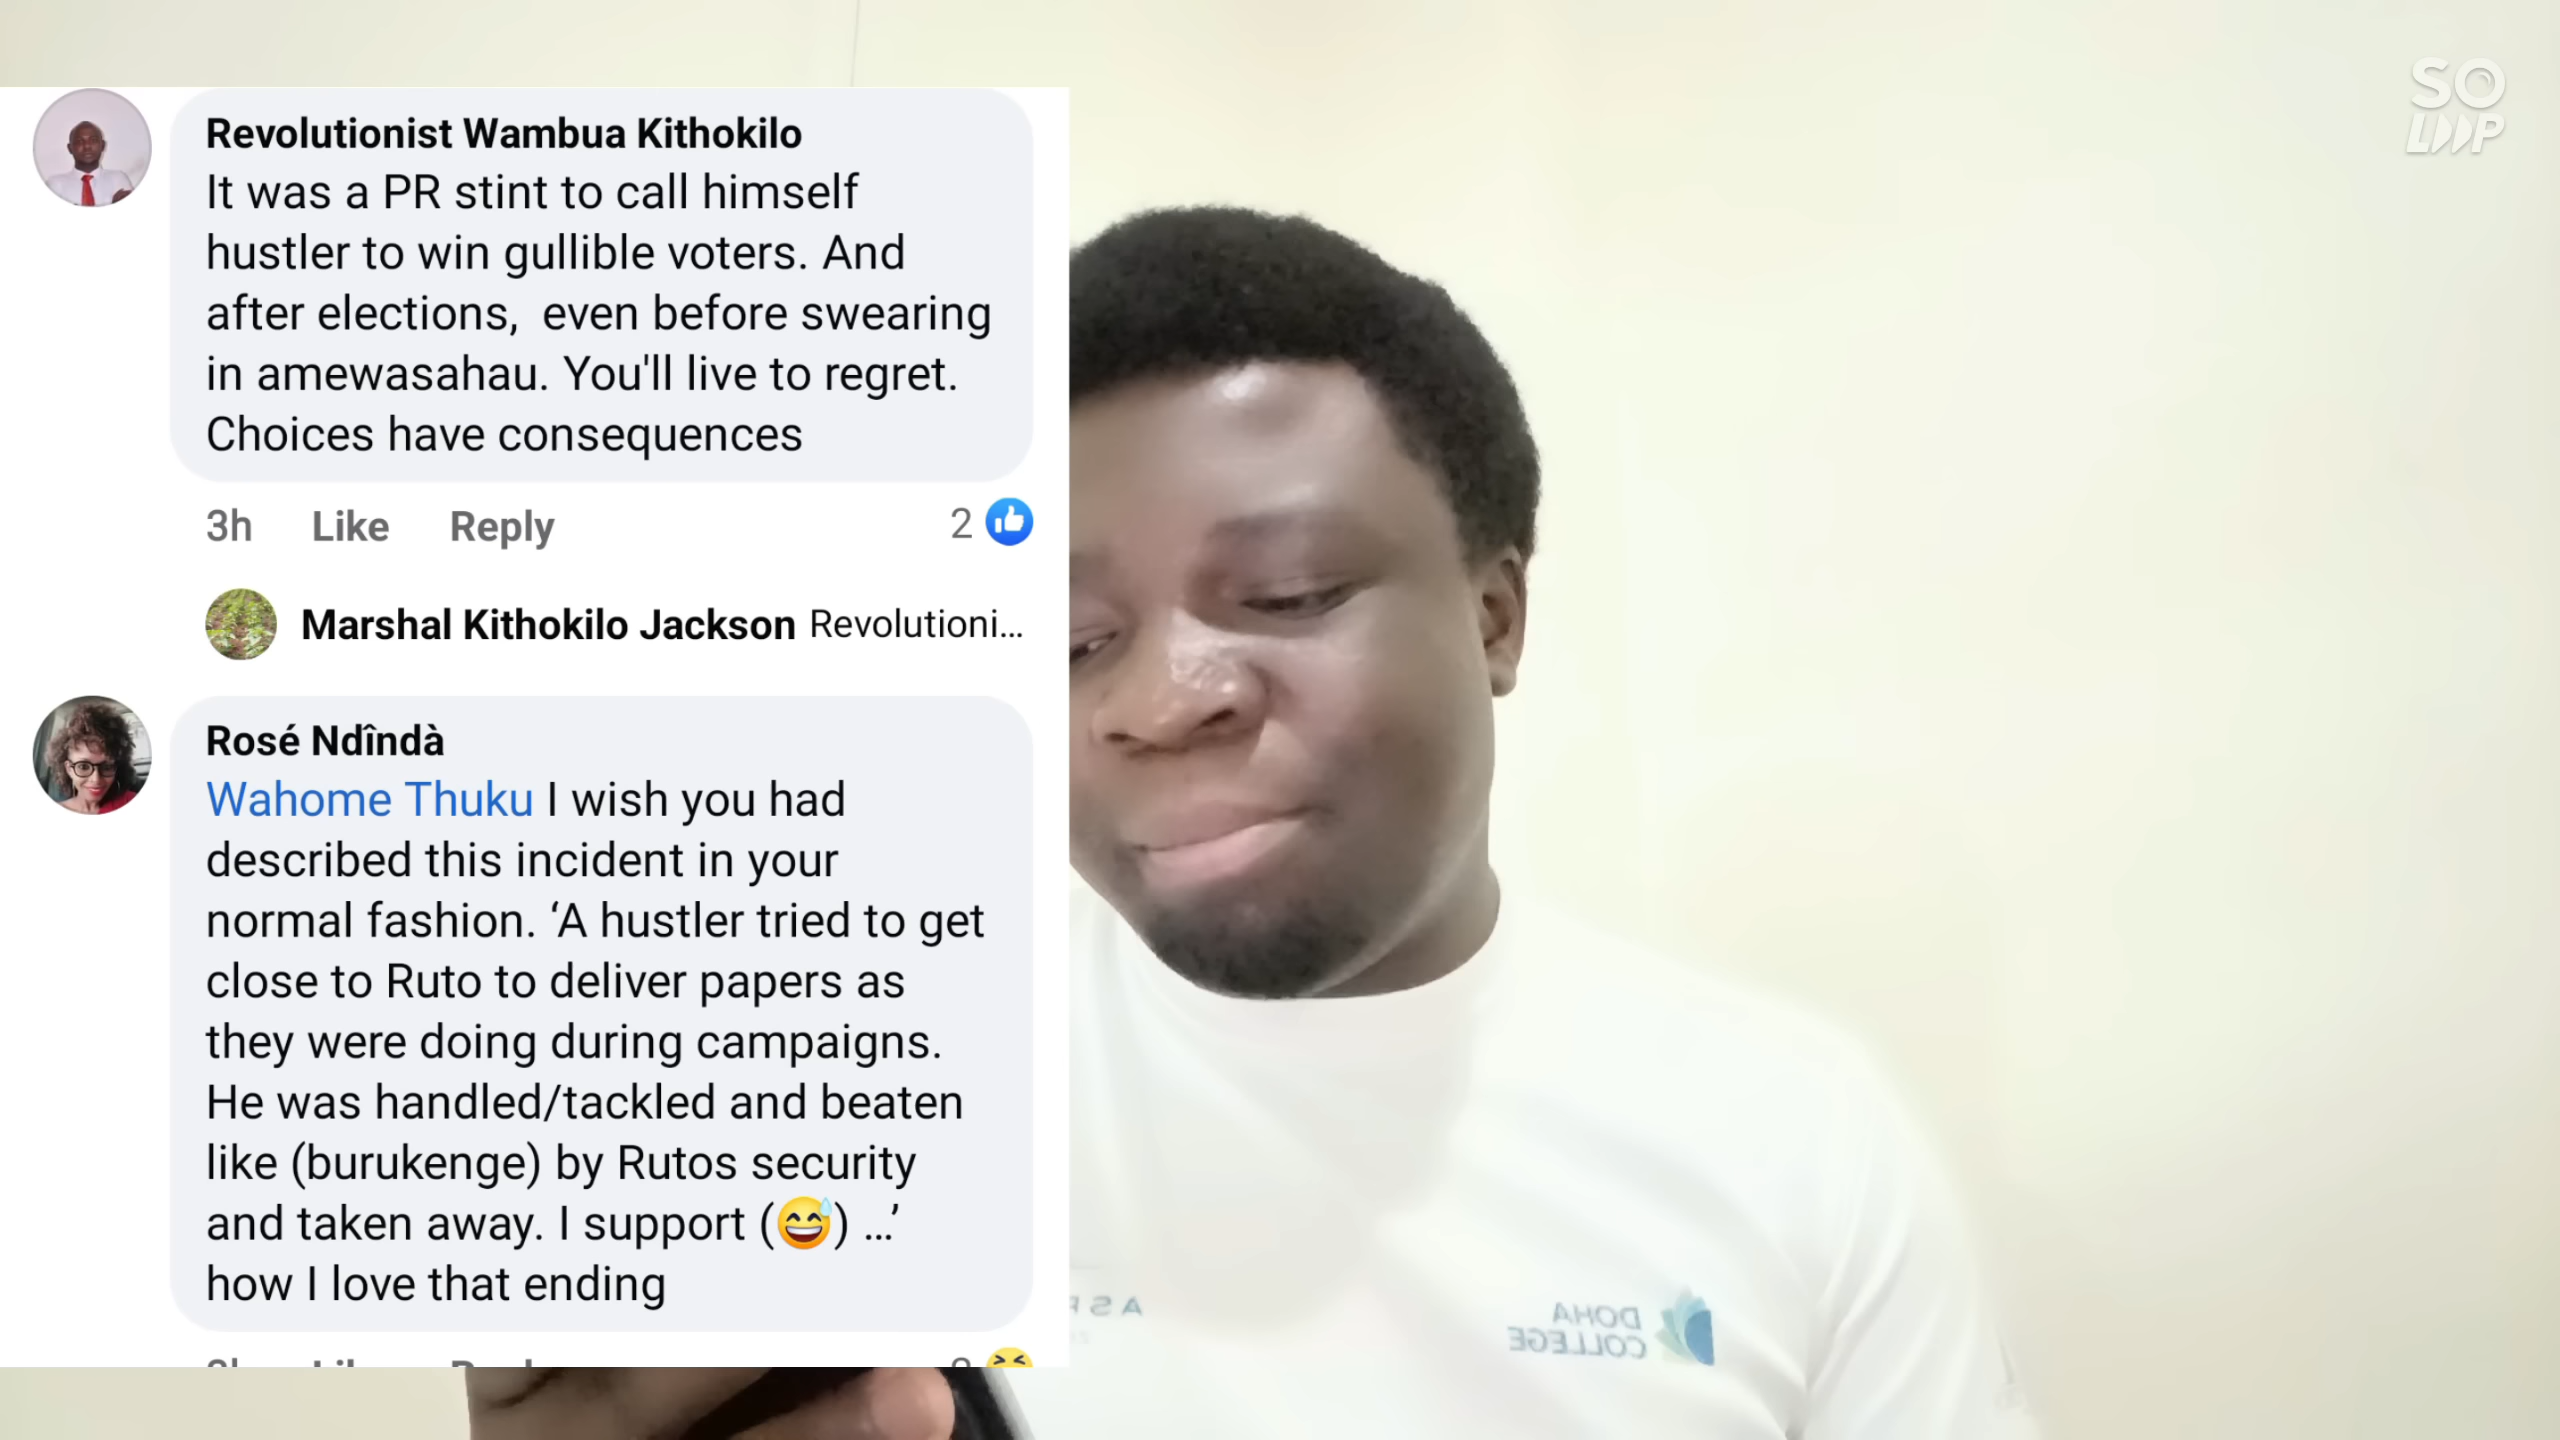 SO
LOOP
Revolutionist Wambua Kithokilo
It was a PR stint to call himself
hustler to win gullible voters. And
after elections,  even before swearing
in amewasahau. You'll live to regret.
Choices have consequences
3h Like Reply 2
Marshal Kithokilo Jackson Revolutioni...
Rosé Ndîndà
Wahome Thuku I wish you had
described this incident in your
normal fashion. ‘A hustler tried to get
close to Ruto to deliver papers as
they were doing during campaigns.
He was handled/tackled and beaten
like (burukenge) by Rutos security
and taken away. I support (😅) ...’
how I love that ending
DOHA
COLLEGE